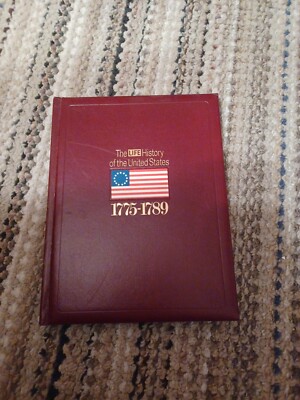 The LIFE History
of the United States
1775-1789